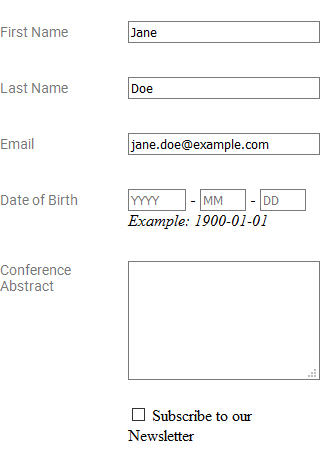 First Name Jane
Last Name Doe
Email jane.doe@example.com
Date of Birth YYYY - MM - DD
Example: 1900-01-01
Conference
Abstract
Subscribe to our
Newsletter